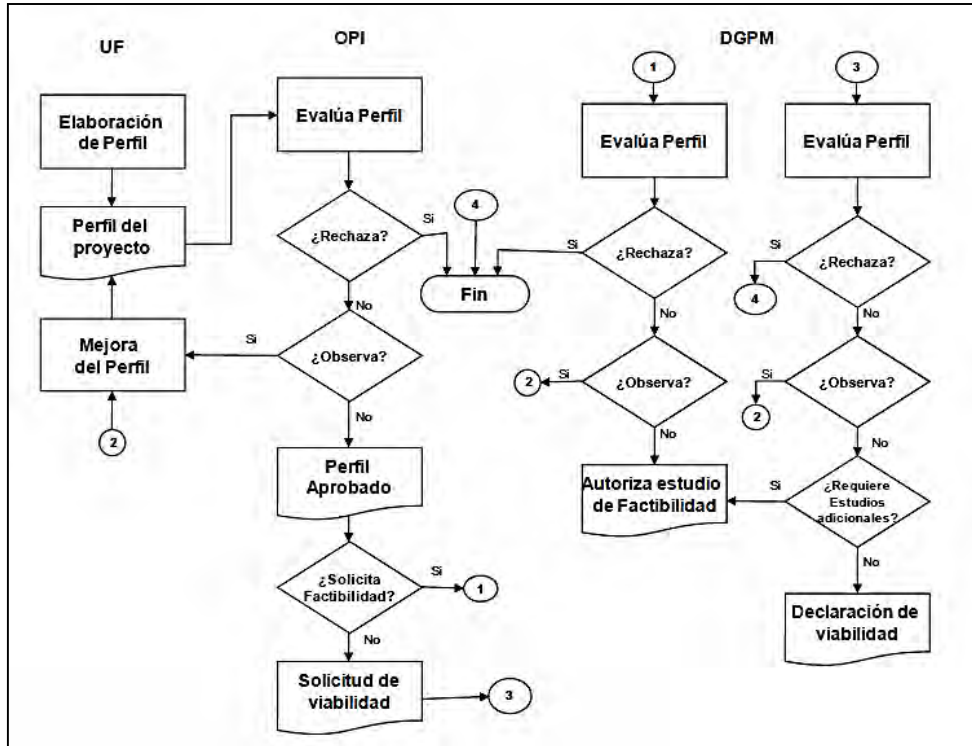 UF
OPI
DGPM
Elaboración
de Perfil
Perfil del
proyecto
Mejora
del Perfil
2
Evalúa Perfil
¿Rechaza?
Si
No
4
Fin
¿Observa?
Si
No
Perfil
Aprobado
¿Solicita
Factibilidad?
Si
1
No
Solicitud de
viabilidad
3
1
Evalúa Perfil
¿Rechaza?
Si
No
¿Observa?
Si
2
No
Autoriza estudio
de Factibilidad
3
Evalúa Perfil
¿Rechaza?
Si
4
No
¿Observa?
Si
2
No
¿Requiere
Estudios
adicionales?
Si
No
Declaración de
viabilidad